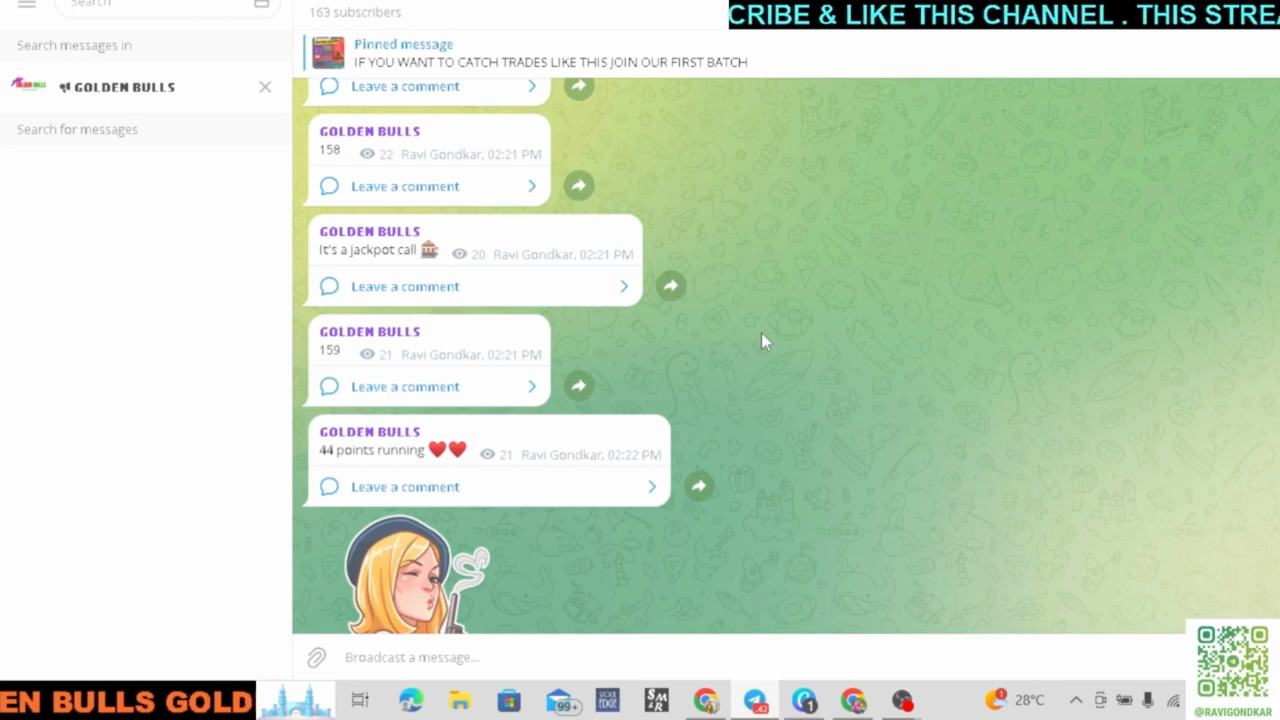 Search
163 subscribers
CRIBE & LIKE THIS CHANNEL . THIS STREA
Search messages in
Pinned message
IF YOU WANT TO CATCH TRADES LIKE THIS JOIN OUR FIRST BATCH
GOLDEN BULLS
Search for messages
Leave a comment
GOLDEN BULLS
158 22 Ravi Gondkar, 02:21 PM
Leave a comment
GOLDEN BULLS
It's a jackpot call 🎰 20 Ravi Gondkar, 02:21 PM
Leave a comment
GOLDEN BULLS
159 21 Ravi Gondkar, 02:21 PM
Leave a comment
GOLDEN BULLS
44 points running ❤️❤️ 21 Ravi Gondkar, 02:22 PM
Leave a comment
Broadcast a message...
EN BULLS GOLD
99+
28°C
@RAVIGONDKAR